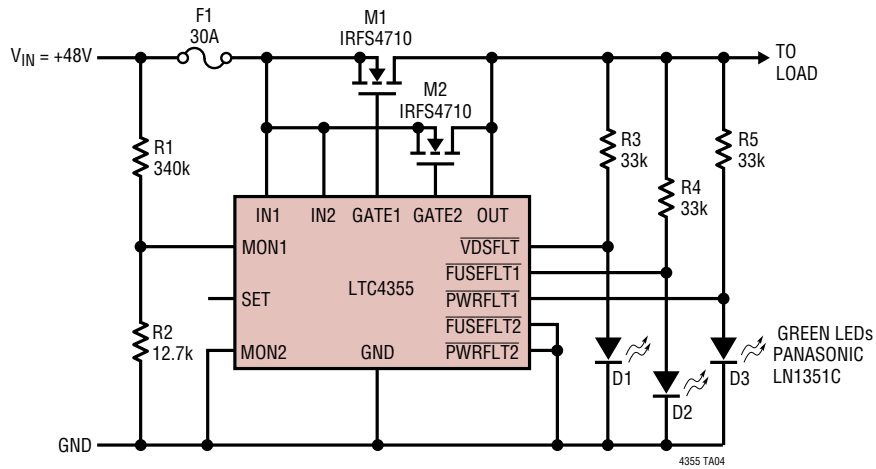 F1
30A
M1
IRFS4710
VIN = +48V
TO
LOAD
M2
IRFS4710
R1
340k
R3
33k
R5
33k
R4
33k
IN1 IN2 GATE1 GATE2 OUT
MON1
VDSFLT
FUSEFLT1
LTC4355
SET
PWRFLT1
FUSEFLT2
R2
12.7k
MON2
GND
PWRFLT2
GREEN LEDs
PANASONIC
LN1351C
D1
D3
D2
GND
4355 TA04